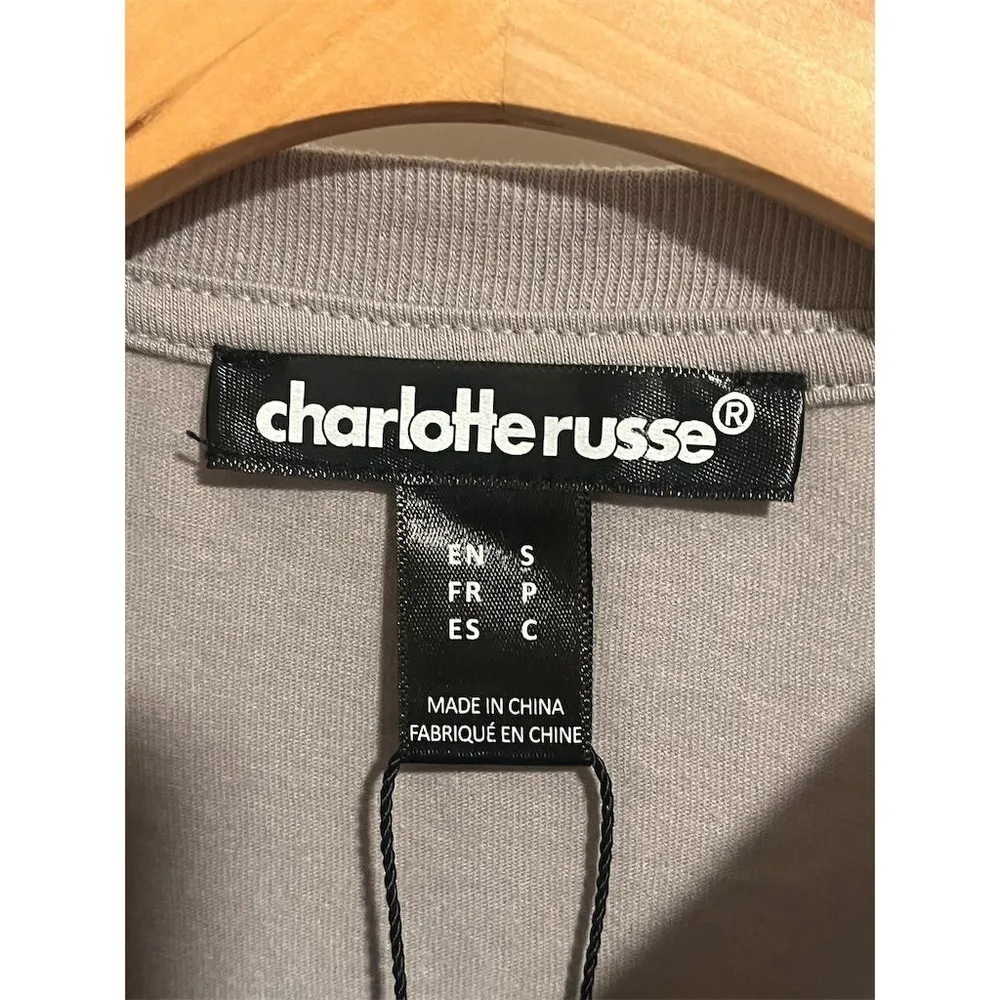 charlotte russe®
EN S
FR P
ES C
MADE IN CHINA
FABRIQUÉ EN CHINE